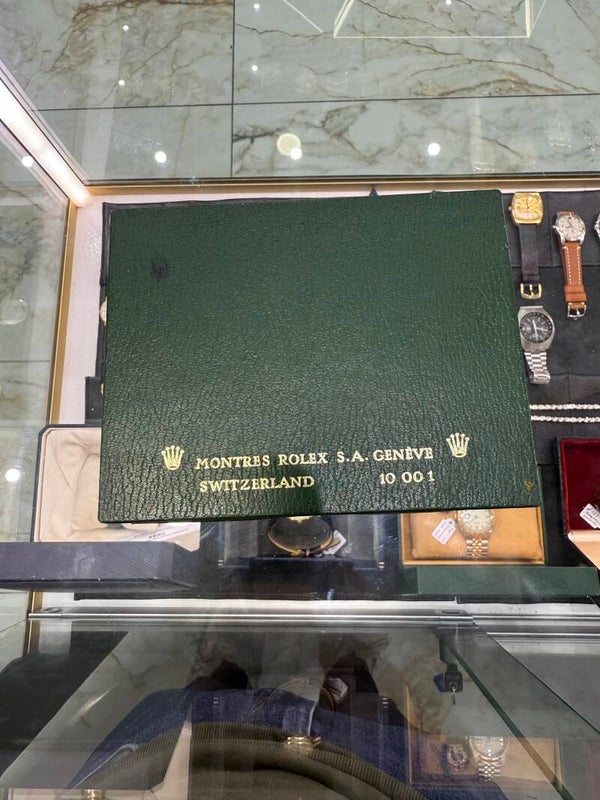 MONTRES ROLEX S.A. GENÈVE
SWITZERLAND 10 00 1